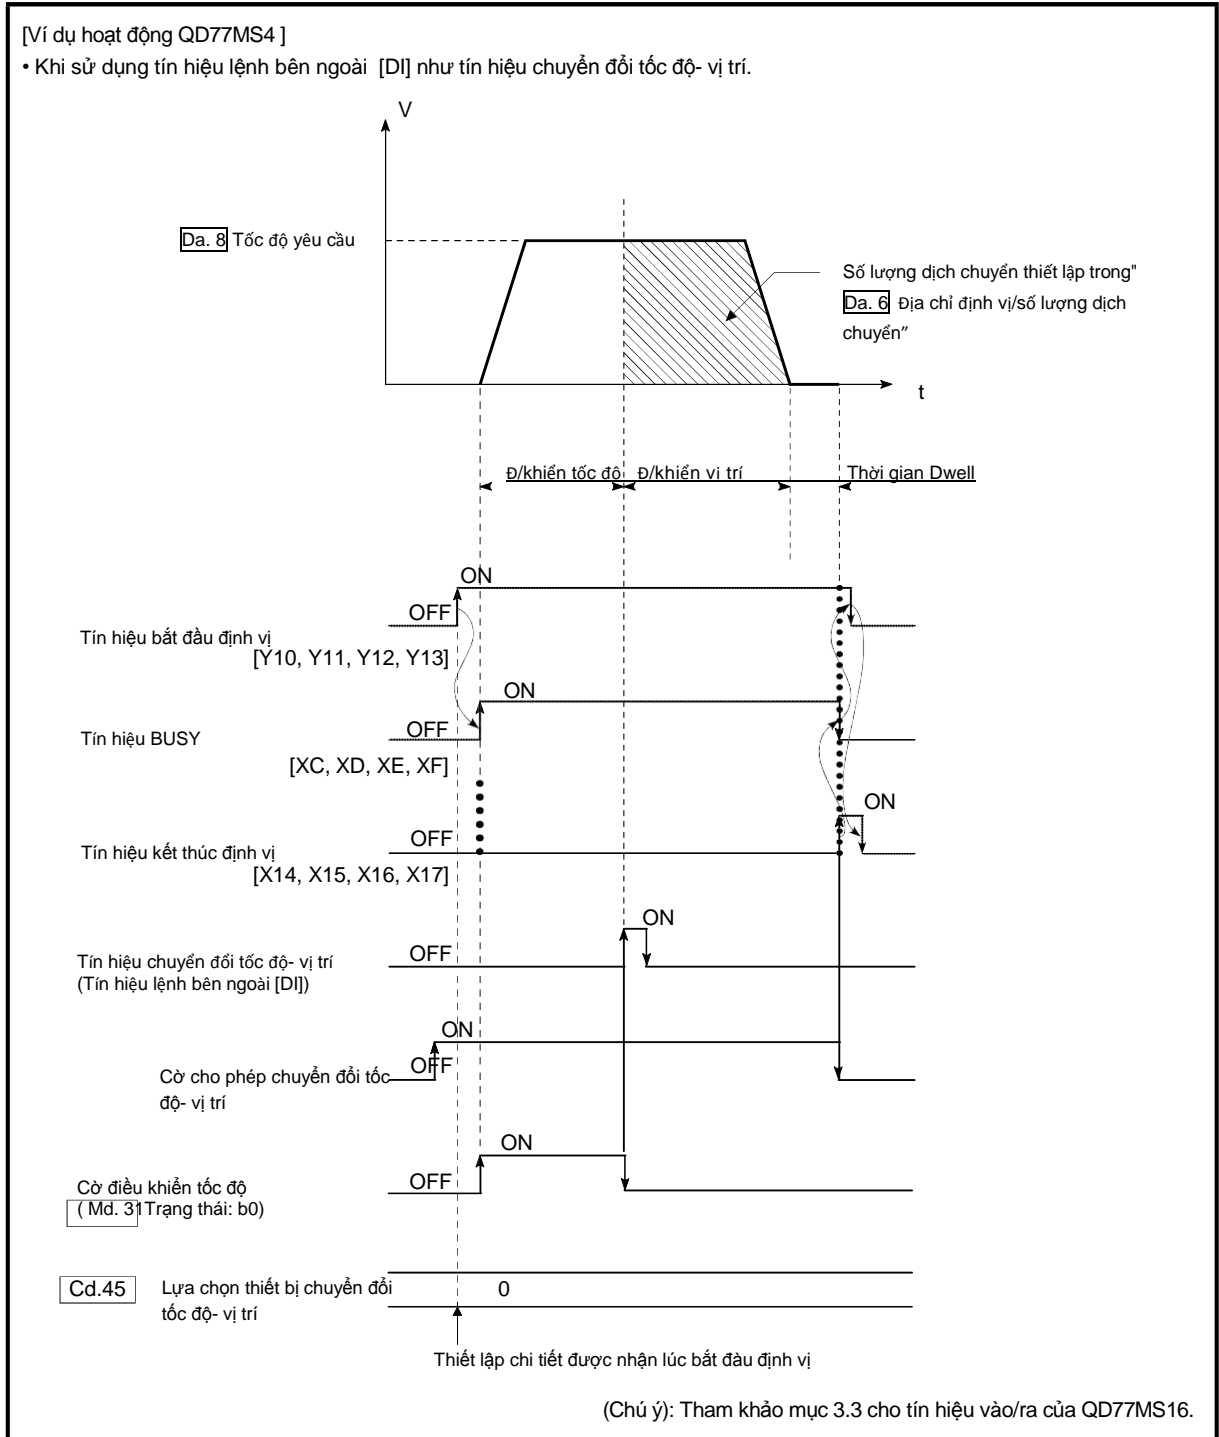 [Ví dụ hoạt động QD77MS4 ]
• Khi sử dụng tín hiệu lệnh bên ngoài [DI] như tín hiệu chuyển đổi tốc độ- vị trí.
V
Da. 8 Tốc độ yêu cầu
Số lượng dịch chuyển thiết lập trong"
Da. 6 Địa chỉ định vị/số lượng dịch
chuyển"
t
Đ/khiển tốc độ Đ/khiển vị trí Thời gian Dwell
ON
OFF
Tín hiệu bắt đầu định vị
[Y10, Y11, Y12, Y13]
ON
OFF
Tín hiệu BUSY
[XC, XD, XE, XF]
ON
OFF
Tín hiệu kết thúc định vị
[X14, X15, X16, X17]
ON
OFF
Tín hiệu chuyển đổi tốc độ- vị trí
(Tín hiệu lệnh bên ngoài [DI])
ON
OFF
Cờ cho phép chuyển đổi tốc
độ- vị trí
ON
OFF
Cờ điều khiển tốc độ
( Md. 31Trạng thái: b0)
Cd.45 Lựa chọn thiết bị chuyển đổi 0
tốc độ- vị trí
Thiết lập chi tiết được nhận lúc bắt đàu định vị
(Chú ý): Tham khảo mục 3.3 cho tín hiệu vào/ra của QD77MS16.